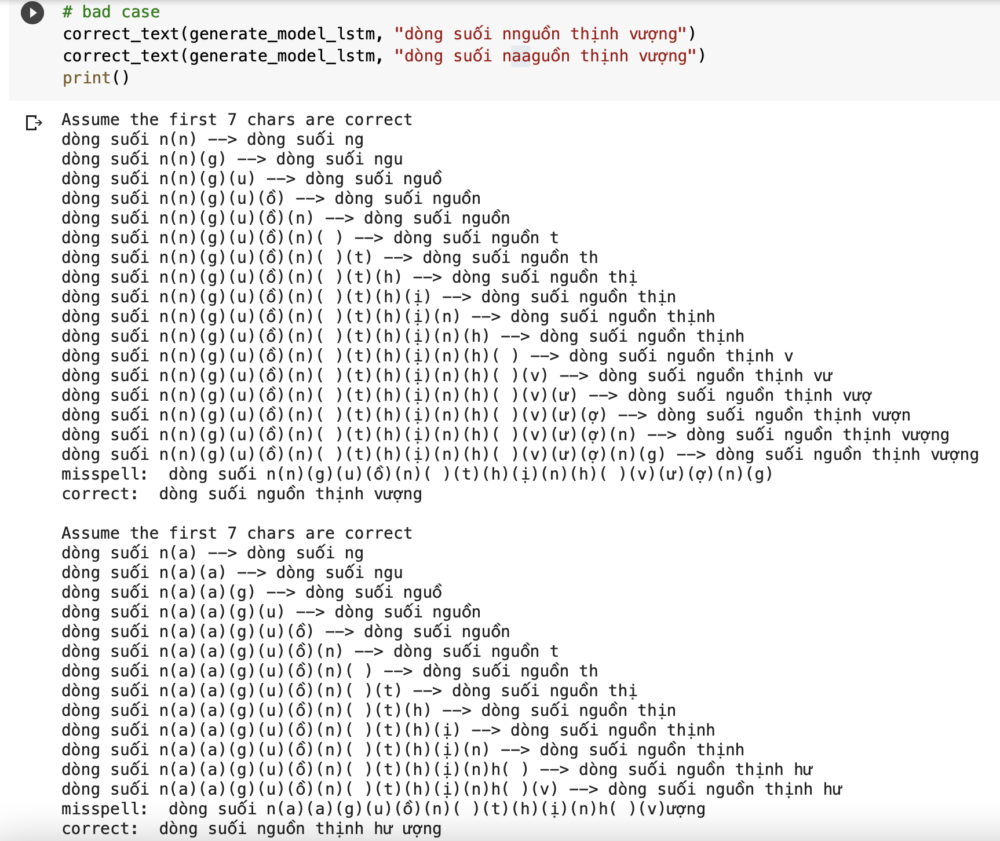 # bad case
correct_text(generate_model_lstm, "dòng suối nnguồn thịnh vượng")
correct_text(generate_model_lstm, "dòng suối naaguồn thịnh vượng")
print()
Assume the first 7 chars are correct
dòng suối n(n) --> dòng suối ng
dòng suối n(n)(g) --> dòng suối ngu
dòng suối n(n)(g)(u) --> dòng suối nguồ
dòng suối n(n)(g)(u)(ồ) --> dòng suối nguồn
dòng suối n(n)(g)(u)(ồ)(n) --> dòng suối nguồn
dòng suối n(n)(g)(u)(ồ)(n)( ) --> dòng suối nguồn t
dòng suối n(n)(g)(u)(ồ)(n)( )(t) --> dòng suối nguồn th
dòng suối n(n)(g)(u)(ồ)(n)( )(t)(h) --> dòng suối nguồn thị
dòng suối n(n)(g)(u)(ồ)(n)( )(t)(h)(ị) --> dòng suối nguồn thịn
dòng suối n(n)(g)(u)(ồ)(n)( )(t)(h)(ị)(n) --> dòng suối nguồn thịnh
dòng suối n(n)(g)(u)(ồ)(n)( )(t)(h)(ị)(n)(h) --> dòng suối nguồn thịnh
dòng suối n(n)(g)(u)(ồ)(n)( )(t)(h)(ị)(n)(h)( ) --> dòng suối nguồn thịnh v
dòng suối n(n)(g)(u)(ồ)(n)( )(t)(h)(ị)(n)(h)( )(v) --> dòng suối nguồn thịnh vư
dòng suối n(n)(g)(u)(ồ)(n)( )(t)(h)(ị)(n)(h)( )(v)(ư) --> dòng suối nguồn thịnh vượ
dòng suối n(n)(g)(u)(ồ)(n)( )(t)(h)(ị)(n)(h)( )(v)(ư)(ợ) --> dòng suối nguồn thịnh vượn
dòng suối n(n)(g)(u)(ồ)(n)( )(t)(h)(ị)(n)(h)( )(v)(ư)(ợ)(n) --> dòng suối nguồn thịnh vượng
dòng suối n(n)(g)(u)(ồ)(n)( )(t)(h)(ị)(n)(h)( )(v)(ư)(ợ)(n)(g) --> dòng suối nguồn thịnh vượng
misspell:  dòng suối n(n)(g)(u)(ồ)(n)( )(t)(h)(ị)(n)(h)( )(v)(ư)(ợ)(n)(g)
correct:  dòng suối nguồn thịnh vượng
Assume the first 7 chars are correct
dòng suối n(a) --> dòng suối ng
dòng suối n(a)(a) --> dòng suối ngu
dòng suối n(a)(a)(g) --> dòng suối nguồ
dòng suối n(a)(a)(g)(u) --> dòng suối nguồn
dòng suối n(a)(a)(g)(u)(ồ) --> dòng suối nguồn
dòng suối n(a)(a)(g)(u)(ồ)(n) --> dòng suối nguồn t
dòng suối n(a)(a)(g)(u)(ồ)(n)( ) --> dòng suối nguồn th
dòng suối n(a)(a)(g)(u)(ồ)(n)( )(t) --> dòng suối nguồn thị
dòng suối n(a)(a)(g)(u)(ồ)(n)( )(t)(h) --> dòng suối nguồn thịn
dòng suối n(a)(a)(g)(u)(ồ)(n)( )(t)(h)(ị) --> dòng suối nguồn thịnh
dòng suối n(a)(a)(g)(u)(ồ)(n)( )(t)(h)(ị)(n) --> dòng suối nguồn thịnh
dòng suối n(a)(a)(g)(u)(ồ)(n)( )(t)(h)(ị)(n)h( ) --> dòng suối nguồn thịnh hư
dòng suối n(a)(a)(g)(u)(ồ)(n)( )(t)(h)(ị)(n)h( )(v) --> dòng suối nguồn thịnh hư
misspell:  dòng suối n(a)(a)(g)(u)(ồ)(n)( )(t)(h)(ị)(n)h( )(v)ượng
correct:  dòng suối nguồn thịnh hư ượng